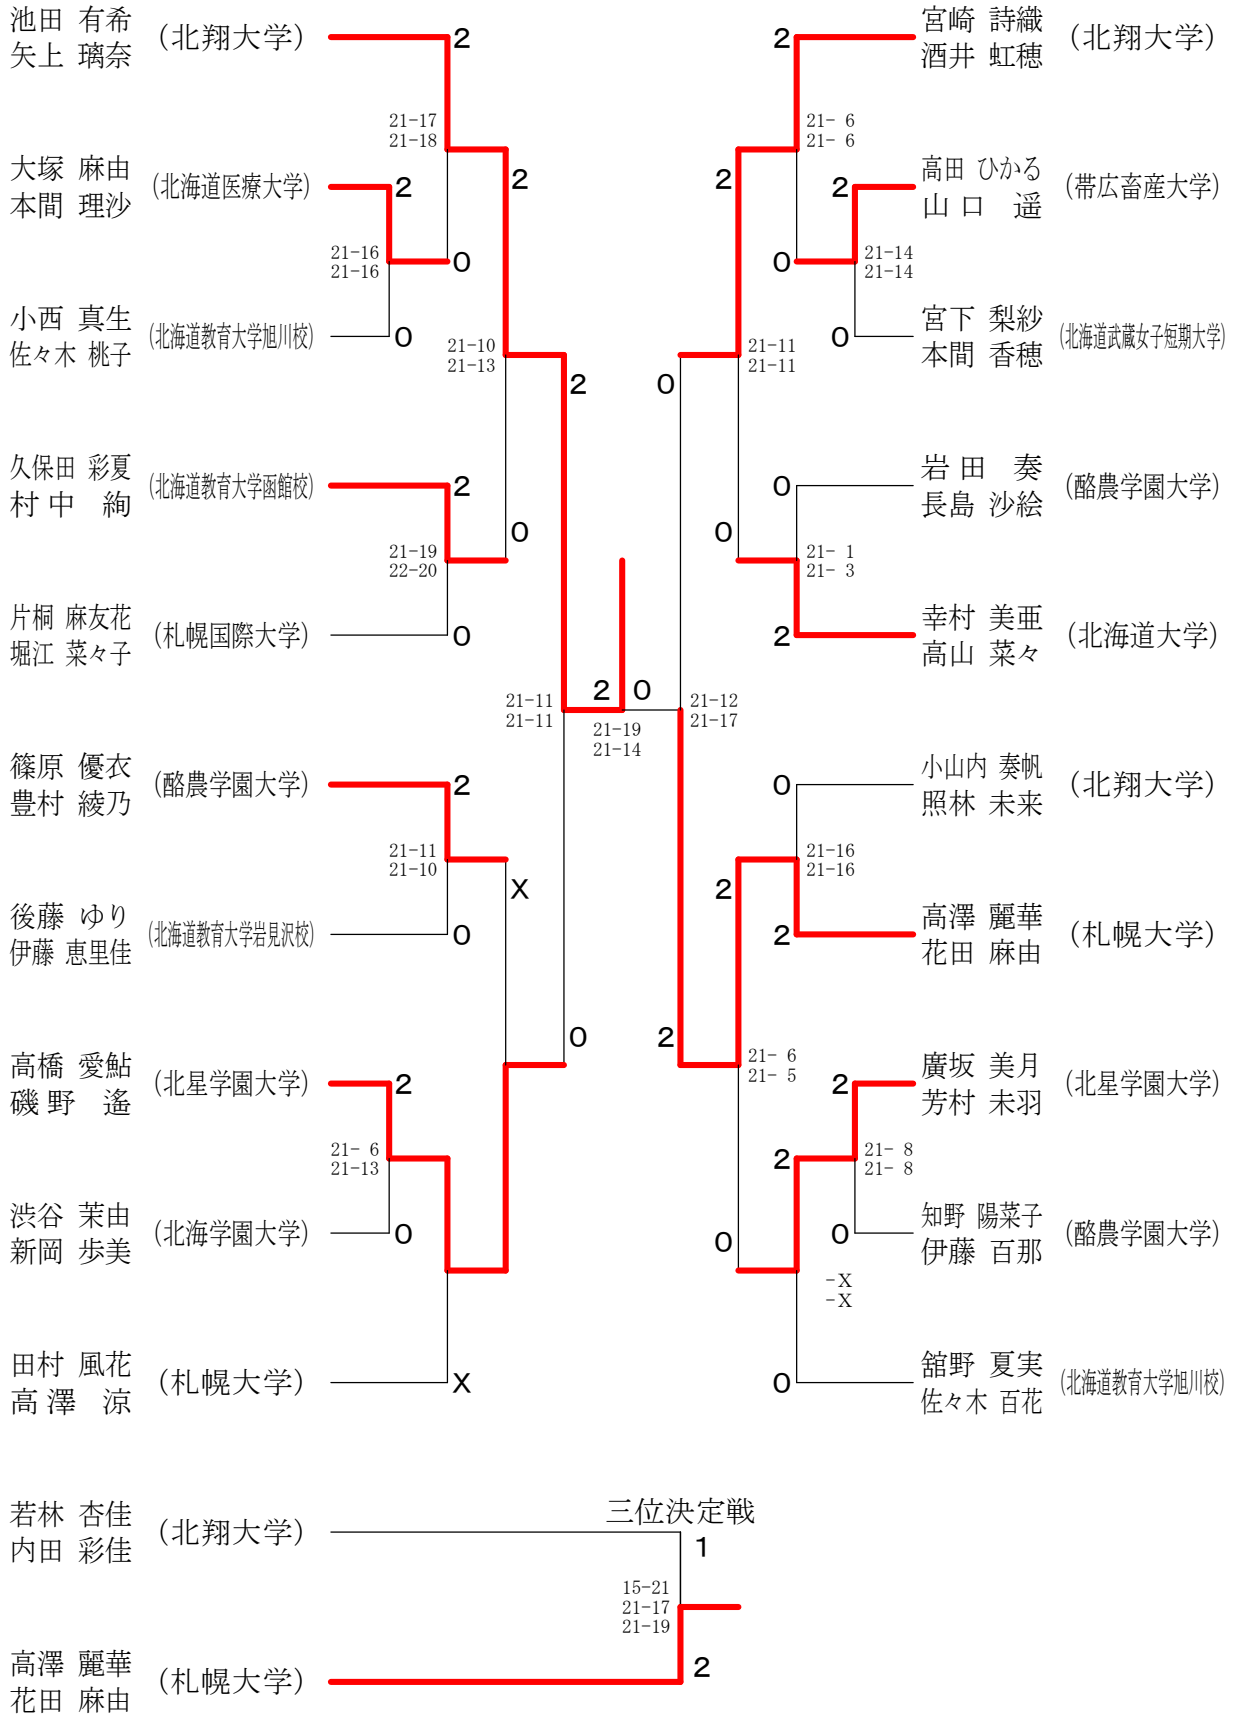 池田 有希
矢上 璃奈
(北翔大学)
2
21-17
21-18
大塚 麻由
本間 理沙
(北海道医療大学)
2
2
21-16
21-16
0
小西 真生
佐々木 桃子
(北海道教育大学旭川校)
0
21-10
21-13
2
久保田 彩夏
村中 絢
(北海道教育大学函館校)
2
0
21-19
22-20
片桐 麻友花
堀江 菜々子
(札幌国際大学)
0
21-11
21-11
2
0
21-19
21-14
篠原 優衣
豊村 綾乃
(酪農学園大学)
2
21-11
21-10
X
後藤 ゆり
伊藤 恵里佳
(北海道教育大学岩見沢校)
0
0
高橋 愛鮎
磯野 遙
(北星学園大学)
2
21- 6
21-13
渋谷 茉由
新岡 歩美
(北海学園大学)
0
田村 風花
高澤 涼
(札幌大学)
X
宮崎 詩織
酒井 虹穂
(北翔大学)
2
21- 6
21- 6
高田 ひかる
山口 遥
(帯広畜産大学)
2
2
0
21-14
21-14
宮下 梨紗
本間 香穂
(北海道武蔵女子短期大学)
0
21-11
21-11
0
岩田 奏
長島 沙絵
(酪農学園大学)
0
0
21- 1
21- 3
幸村 美亜
高山 菜々
(北海道大学)
2
21-12
21-17
小山内 奏帆
照林 未来
(北翔大学)
0
21-16
21-16
2
高澤 麗華
花田 麻由
(札幌大学)
2
2
21- 6
21- 5
廣坂 美月
芳村 未羽
(北星学園大学)
2
2
21- 8
21- 8
知野 陽菜子
伊藤 百那
(酪農学園大学)
0
0
-X
-X
舘野 夏実
佐々木 百花
(北海道教育大学旭川校)
0
三位決定戦
若林 杏佳
内田 彩佳
(北翔大学)
1
15-21
21-17
21-19
高澤 麗華
花田 麻由
(札幌大学)
2